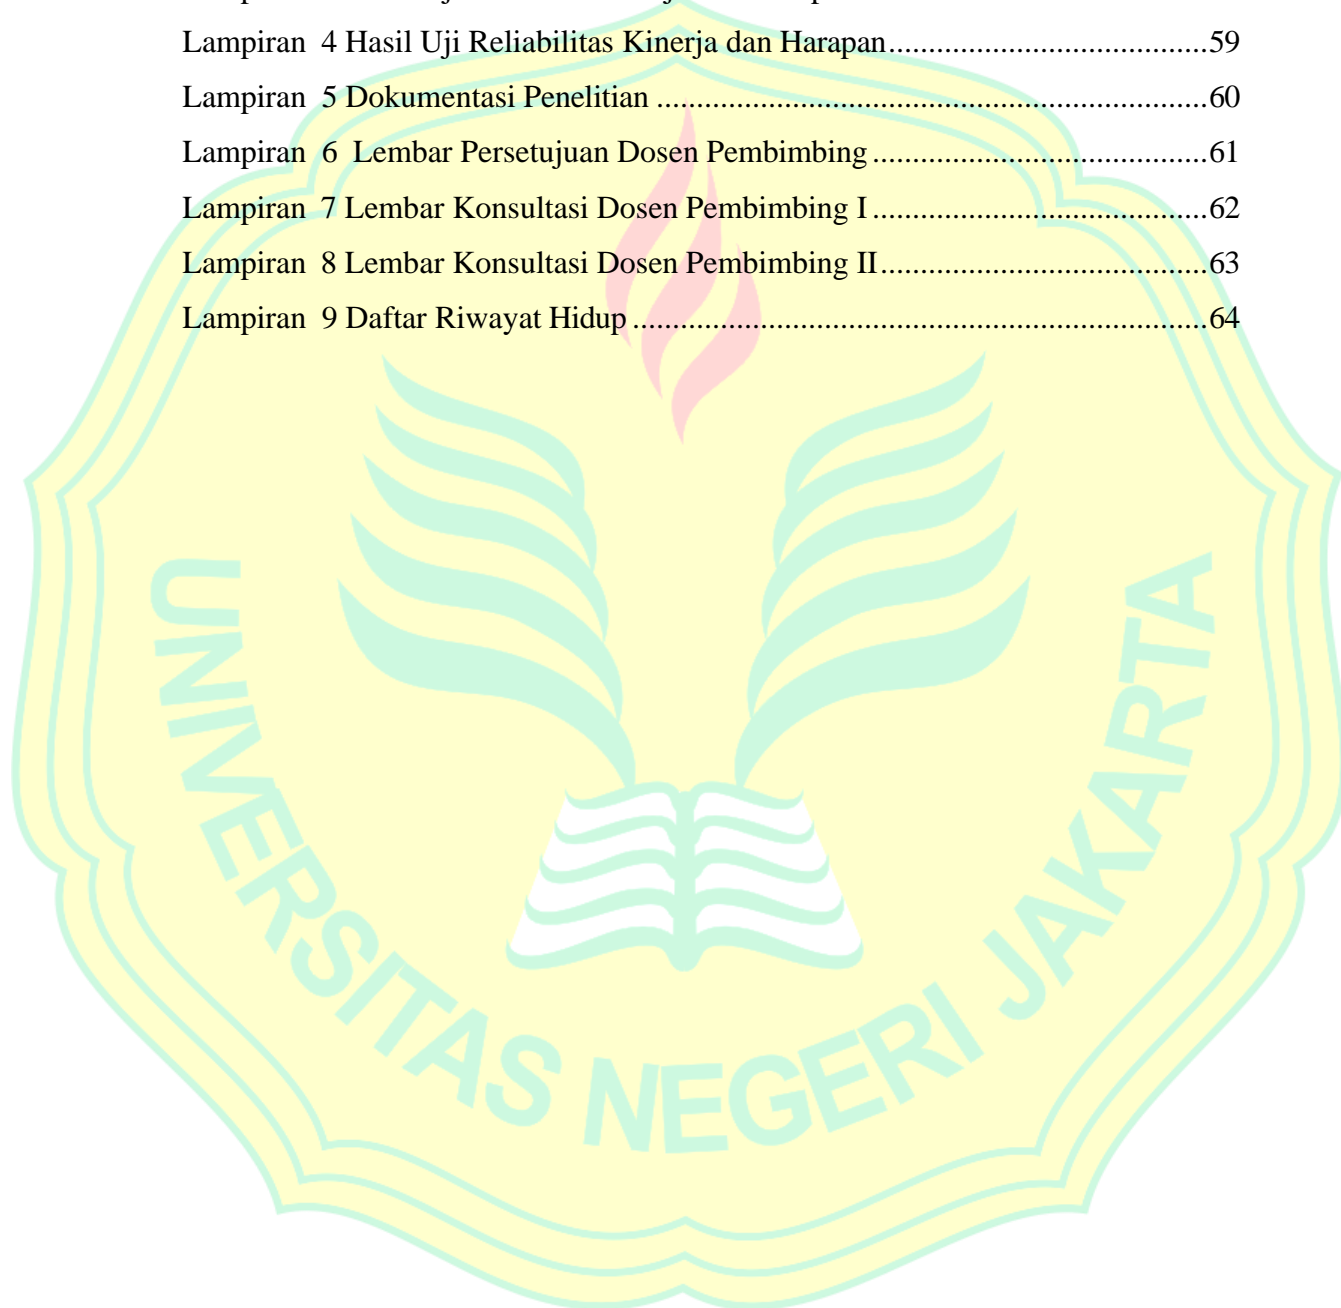 Lampiran 4 Hasil Uji Reliabilitas Kinerja dan Harapan........................................59
Lampiran 5 Dokumentasi Penelitian .....................................................................60
Lampiran 6 Lembar Persetujuan Dosen Pembimbing ..........................................61
Lampiran 7 Lembar Konsultasi Dosen Pembimbing I ..........................................62
Lampiran 8 Lembar Konsultasi Dosen Pembimbing II.........................................63
Lampiran 9 Daftar Riwayat Hidup ........................................................................64
UNIVERSITAS NEGERI JAKARTA